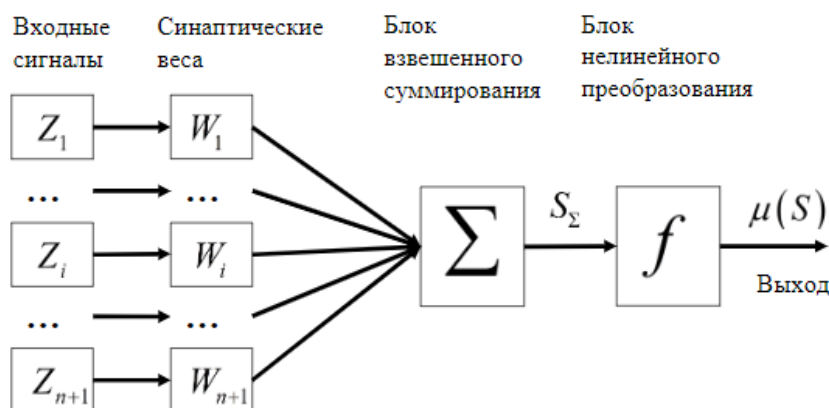 Входные
сигналы
Синаптические
веса
Блок
взвешенного
суммирования
Блок
нелинейного
преобразования
Z₁
W₁
... ...
Zᵢ
Wᵢ
... ...
Zₙ₊₁
Wₙ₊₁
∑
S_Σ
f
μ(S)
Выход